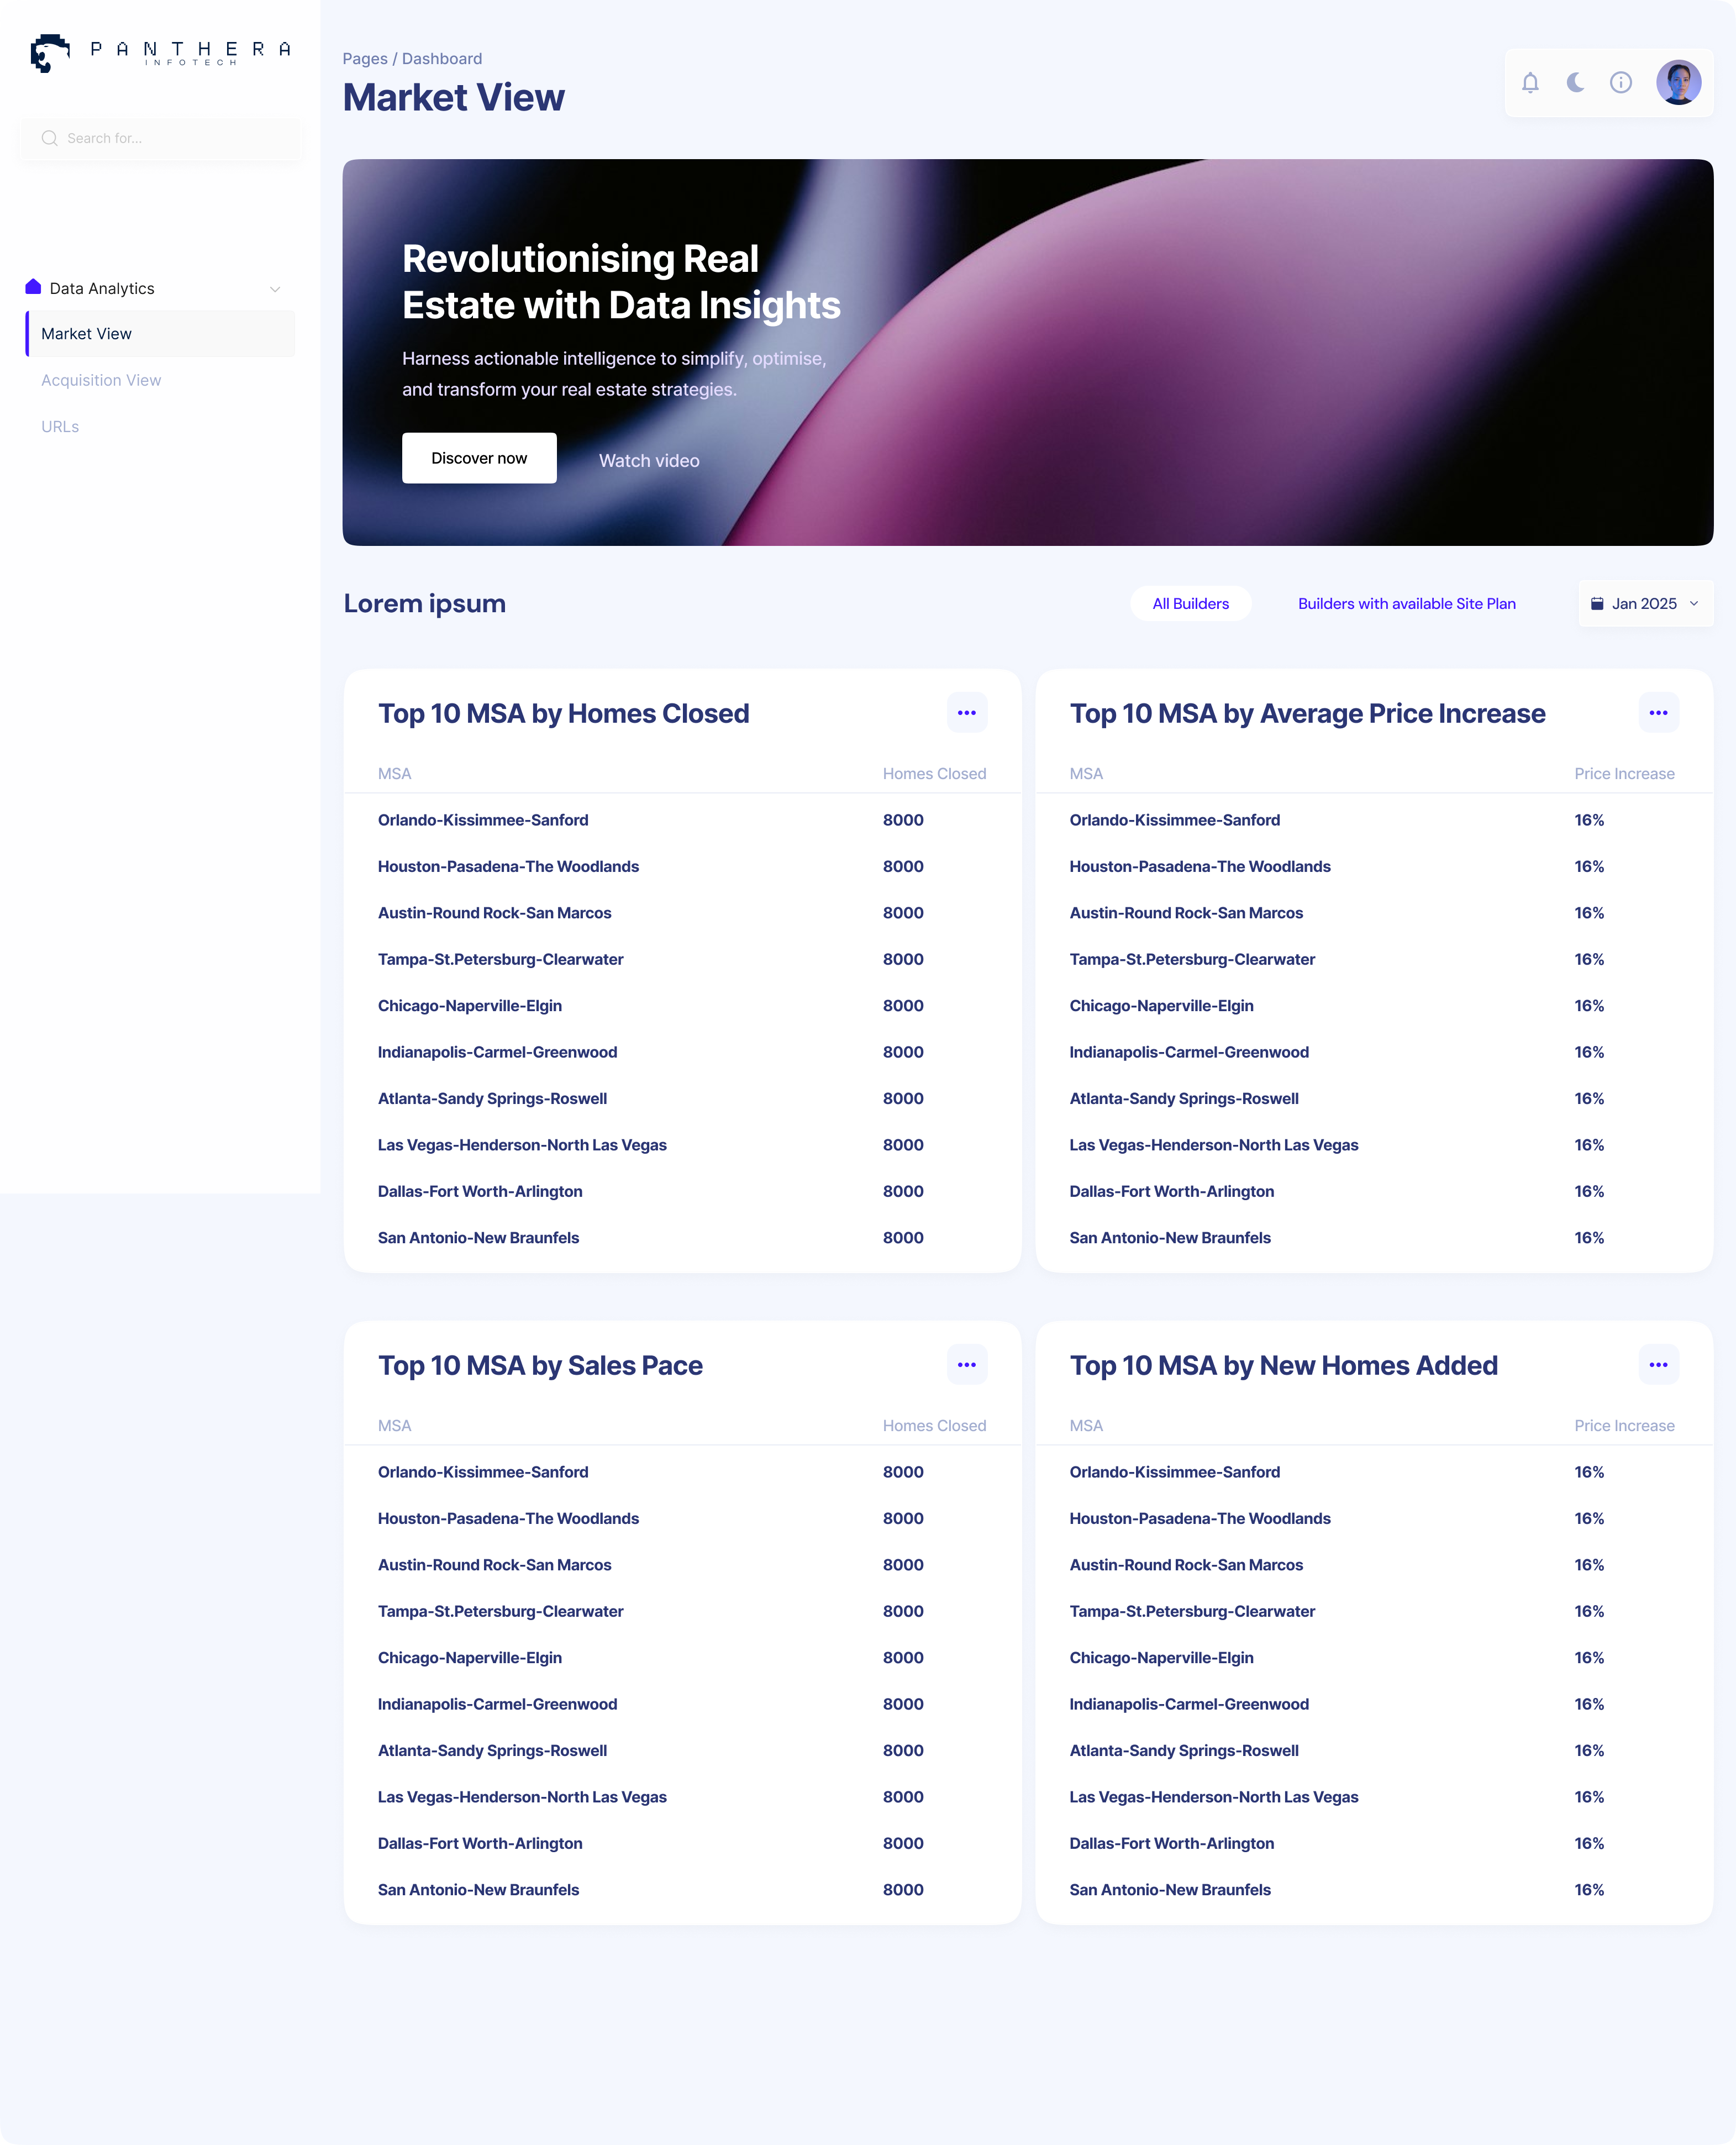 PANTHERA
INFOTECH
Search for...
Data Analytics
Market View
Acquisition View
URLs
Pages / Dashboard
Market View
Revolutionising Real
Estate with Data Insights
Harness actionable intelligence to simplify, optimise,
and transform your real estate strategies.
Discover now
Watch video
Lorem ipsum
All Builders
Builders with available Site Plan
Jan 2025
Top 10 MSA by Homes Closed
MSA Homes Closed
Orlando-Kissimmee-Sanford 8000
Houston-Pasadena-The Woodlands 8000
Austin-Round Rock-San Marcos 8000
Tampa-St.Petersburg-Clearwater 8000
Chicago-Naperville-Elgin 8000
Indianapolis-Carmel-Greenwood 8000
Atlanta-Sandy Springs-Roswell 8000
Las Vegas-Henderson-North Las Vegas 8000
Dallas-Fort Worth-Arlington 8000
San Antonio-New Braunfels 8000
Top 10 MSA by Average Price Increase
MSA Price Increase
Orlando-Kissimmee-Sanford 16%
Houston-Pasadena-The Woodlands 16%
Austin-Round Rock-San Marcos 16%
Tampa-St.Petersburg-Clearwater 16%
Chicago-Naperville-Elgin 16%
Indianapolis-Carmel-Greenwood 16%
Atlanta-Sandy Springs-Roswell 16%
Las Vegas-Henderson-North Las Vegas 16%
Dallas-Fort Worth-Arlington 16%
San Antonio-New Braunfels 16%
Top 10 MSA by Sales Pace
MSA Homes Closed
Orlando-Kissimmee-Sanford 8000
Houston-Pasadena-The Woodlands 8000
Austin-Round Rock-San Marcos 8000
Tampa-St.Petersburg-Clearwater 8000
Chicago-Naperville-Elgin 8000
Indianapolis-Carmel-Greenwood 8000
Atlanta-Sandy Springs-Roswell 8000
Las Vegas-Henderson-North Las Vegas 8000
Dallas-Fort Worth-Arlington 8000
San Antonio-New Braunfels 8000
Top 10 MSA by New Homes Added
MSA Price Increase
Orlando-Kissimmee-Sanford 16%
Houston-Pasadena-The Woodlands 16%
Austin-Round Rock-San Marcos 16%
Tampa-St.Petersburg-Clearwater 16%
Chicago-Naperville-Elgin 16%
Indianapolis-Carmel-Greenwood 16%
Atlanta-Sandy Springs-Roswell 16%
Las Vegas-Henderson-North Las Vegas 16%
Dallas-Fort Worth-Arlington 16%
San Antonio-New Braunfels 16%